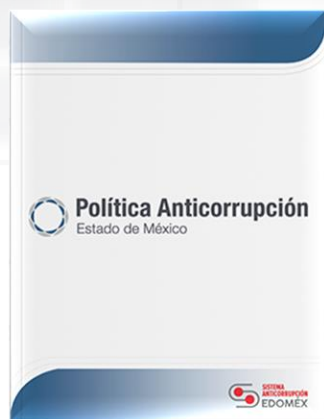 Política Anticorrupción
Estado de México
SISTEMA
ANTICORRUPCIÓN
EDOMÉX